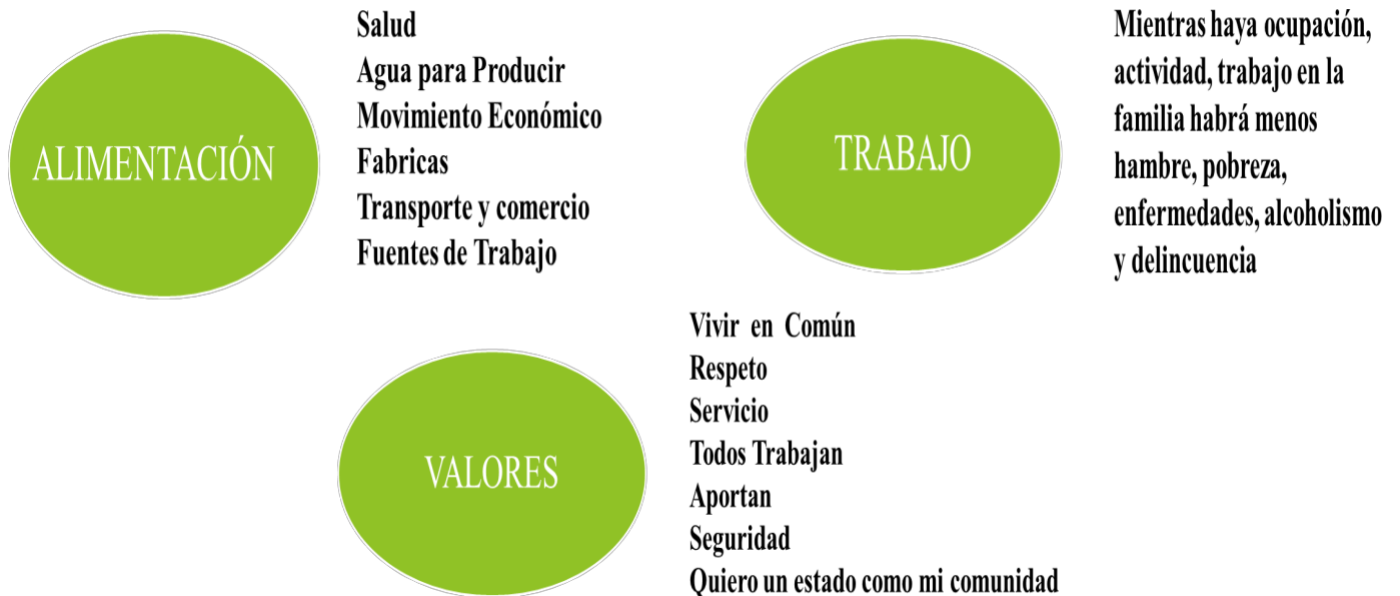 ALIMENTACIÓN
Salud
Agua para Producir
Movimiento Económico
Fabricas
Transporte y comercio
Fuentes de Trabajo
TRABAJO
Mientras haya ocupación,
actividad, trabajo en la
familia habrá menos
hambre, pobreza,
enfermedades, alcoholismo
y delincuencia
VALORES
Vivir en Común
Respeto
Servicio
Todos Trabajan
Aportan
Seguridad
Quiero un estado como mi comunidad